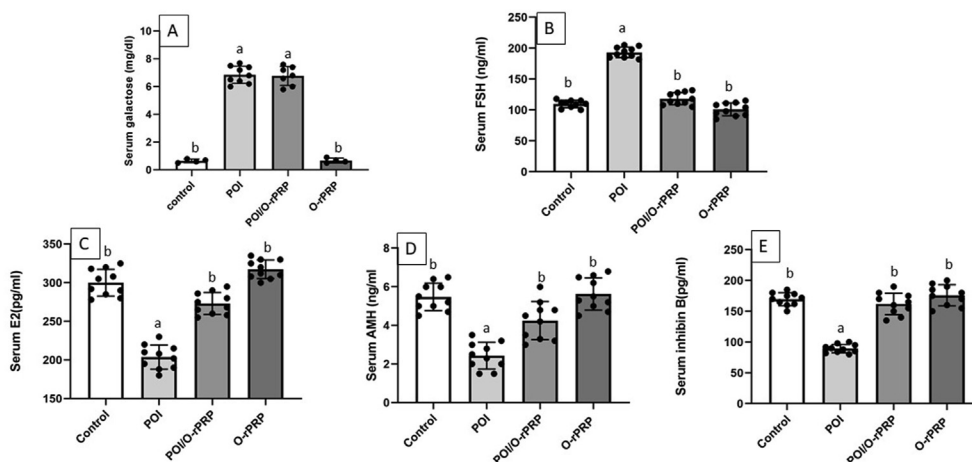 A
Serum galactose (mg/dl)
10
8
6
4
2
0
b
a
a
b
control
POI
POI/O-rPRP
O-rPRP
B
Serum FSH (ng/ml)
250
200
150
100
50
0
b
a
b
b
Control
POI
POI/O-rPRP
O-rPRP
C
Serum E2(pg/ml)
350
300
250
200
150
b
a
b
b
Control
POI
POI/O-rPRP
O-rPRP
D
Serum AMH (ng/ml)
8
6
4
2
0
b
a
b
b
Control
POI
POI/O-rPRP
O-rPRP
E
Serum inhibin B(pg/ml)
250
200
150
100
50
0
b
a
b
b
Control
POI
POI/O-rPRP
O-rPRP